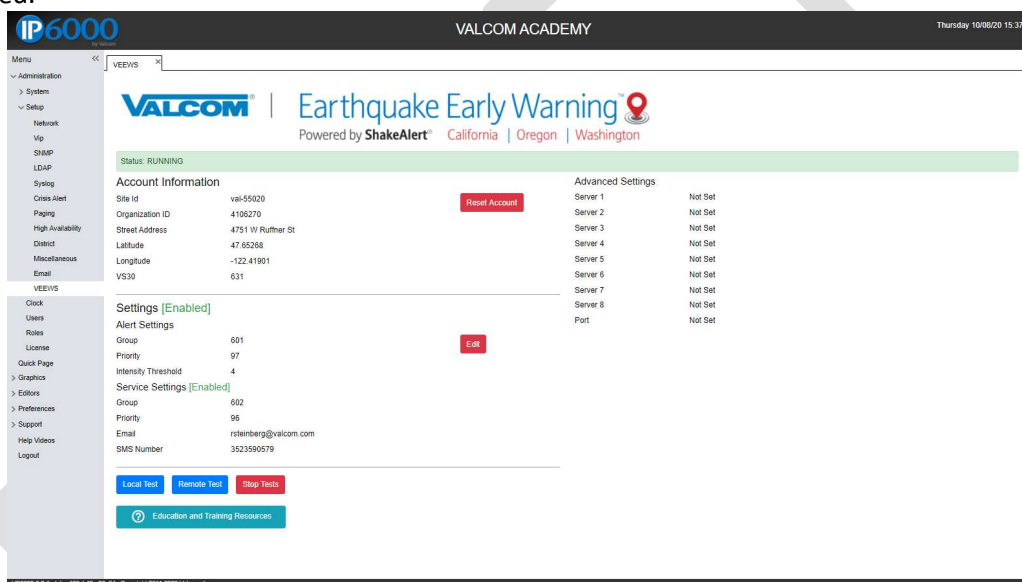 ed.
IP6000
by Valcom
VALCOM ACADEMY
Thursday 10/08/20 15:37
Menu
Administration
System
Setup
Network
Vip
SNMP
LDAP
Syslog
Crisis Alert
Paging
High Availability
District
Miscellaneous
Email
VEEWS
Clock
Users
Roles
License
Quick Page
Graphics
Editors
Preferences
Support
Help Videos
Logout
VEEWS ×
VALCOM® | Earthquake Early Warning™
Powered by ShakeAlert® California | Oregon | Washington
Status: RUNNING
Account Information
Site Id val-55020
Organization ID 4106270
Street Address 4751 W Ruffner St
Latitude 47.65268
Longitude -122.41901
VS30 631
Reset Account
Settings [Enabled]
Alert Settings
Group 601
Priority 97
Intensity Threshold 4
Edit
Service Settings [Enabled]
Group 602
Priority 96
Email rsteinberg@valcom.com
SMS Number 3523590579
Local Test Remote Test Stop Tests
Education and Training Resources
Advanced Settings
Server 1 Not Set
Server 2 Not Set
Server 3 Not Set
Server 4 Not Set
Server 5 Not Set
Server 6 Not Set
Server 7 Not Set
Server 8 Not Set
Port Not Set